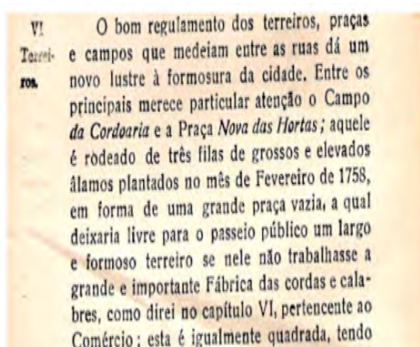 VI
Terrei-
ros.
O bom regulamento dos terreiros, praças
e campos que medeiam entre as ruas dá um
novo lustre à formosura da cidade. Entre os
principais merece particular atenção o Campo
da Cordoaria e a Praça Nova das Hortas; aquele
é rodeado de três filas de grossos e elevados
âlamos plantados no mês de Fevereiro de 1758,
em forma de uma grande praça vazia, a qual
deixaria livre para o passeio público um largo
e formoso terreiro se nele não trabalhasse a
grande e importante Fábrica das cordas e cala-
bres, como direi no capítulo VI, pertencente ao
Comércio; esta é igualmente quadrada, tendo